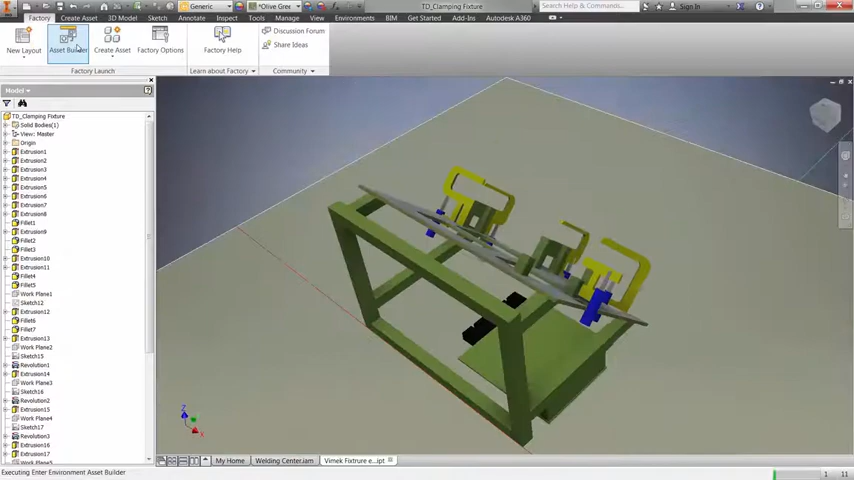 Generic
Olive Gree
TD_Clamping Fixture
Search Help & Commands...
Sign In
Factory Create Asset 3D Model Sketch Annotate Inspect Tools Manage View Environments BIM Get Started Add-Ins Autodesk A360
New Layout
Asset Builder
Create Asset
Factory Options
Factory Help
Discussion Forum
Share Ideas
Factory Launch
Learn about Factory
Community
Model
TD_Clamping Fixture
Solid Bodies(1)
View: Master
Origin
Extrusion1
Extrusion2
Extrusion3
Extrusion4
Extrusion5
Extrusion6
Extrusion7
Extrusion8
Fillet1
Extrusion9
Fillet2
Fillet3
Extrusion10
Extrusion11
Fillet4
Fillet5
Work Plane1
Sketch12
Extrusion12
Fillet6
Fillet7
Extrusion13
Work Plane2
Sketch15
Revolution1
Extrusion14
Work Plane3
Sketch16
Revolution2
Extrusion15
Work Plane4
Sketch17
Revolution3
Extrusion16
Extrusion17
Work Plane5
Z
X
My Home
Welding Center.iam
Vimek Fixtrure e...ipt
Executing Enter Environment Asset Builder
1 11